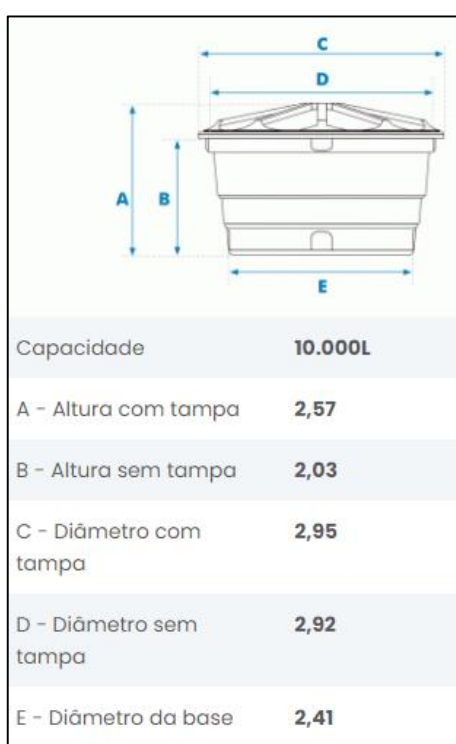 C
D
A
B
E
Capacidade 10.000L
A - Altura com tampa 2,57
B - Altura sem tampa 2,03
C - Diâmetro com 2,95
tampa
D - Diâmetro sem 2,92
tampa
E - Diâmetro da base 2,41